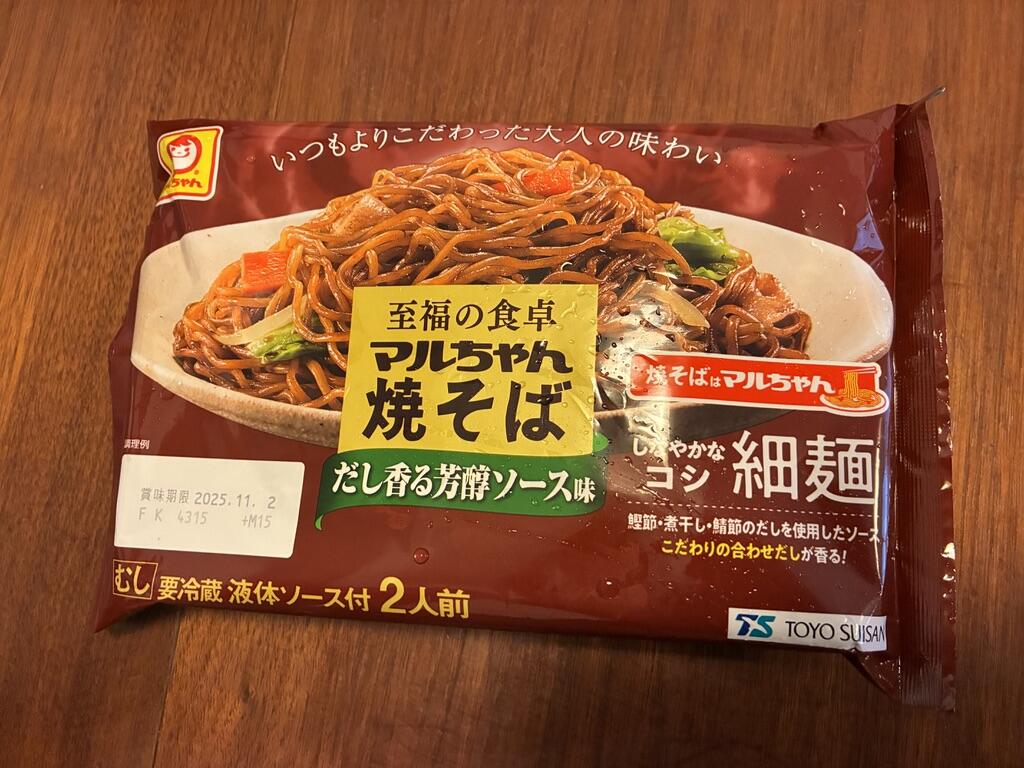 いつもよりこだわった大人の味わい
ちゃん
至福の食卓
マルちゃん
焼そば
だし香る芳醇ソース味
焼そばはマルちゃん
しなやかな
コシ
細麺
鰹節・煮干し・鯖節のだしを使用したソース
こだわりの合わせだしが香る!
調理例
賞味期限 2025.11. 2
F K 4315 +M15
むし 要冷蔵 液体ソース付 2人前
TS TOYO SUISAN